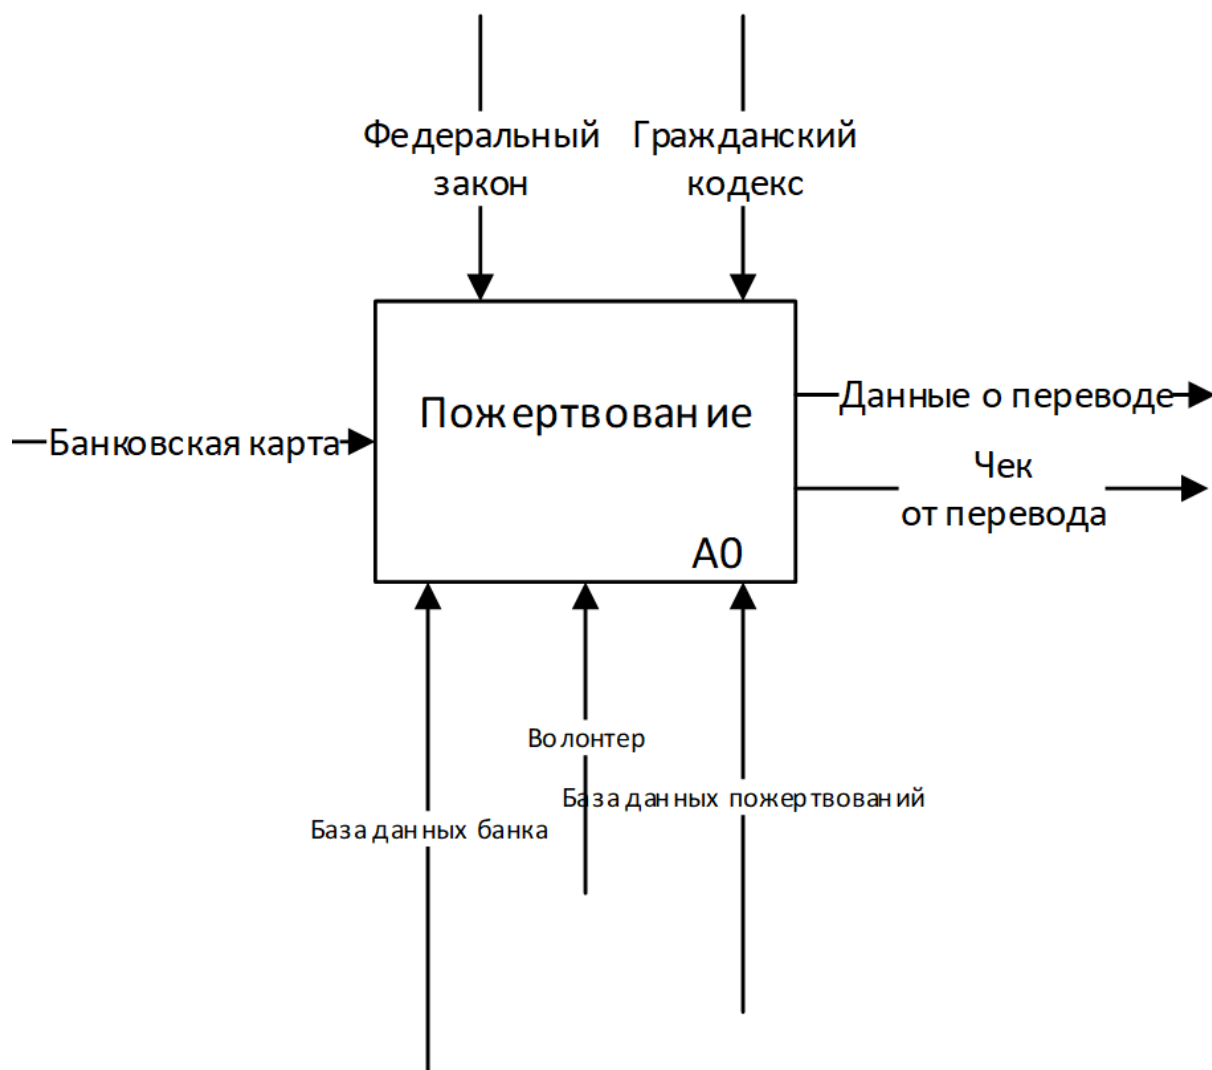 Федеральный
закон
Гражданский
кодекс
Пожертвование
Данные о переводе
Банковская карта
Чек
от перевода
A0
Волонтер
База данных пожертвований
База данных банка